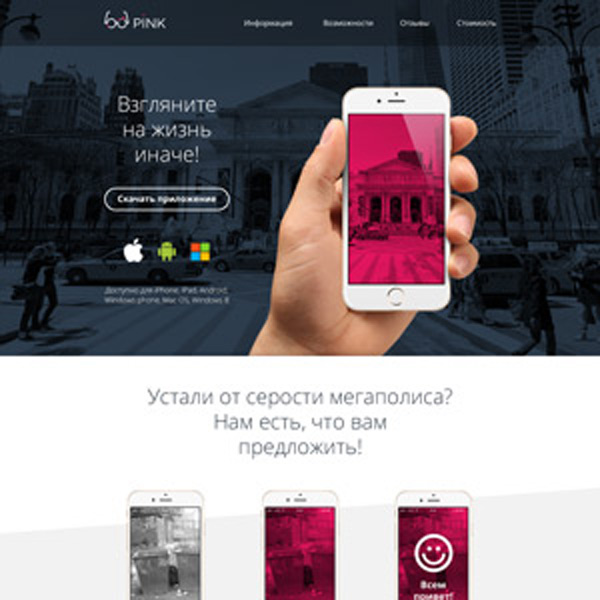 PINK
Информация Возможности Отзывы Стоимость
Взгляните
на жизнь
иначе!
Скачать приложение
Доступно для iPhone, iPad, Android,
Windows phone, Mac OS, Windows 8
Устали от серости мегаполиса?
Нам есть, что вам
предложить!
Всем
привет!